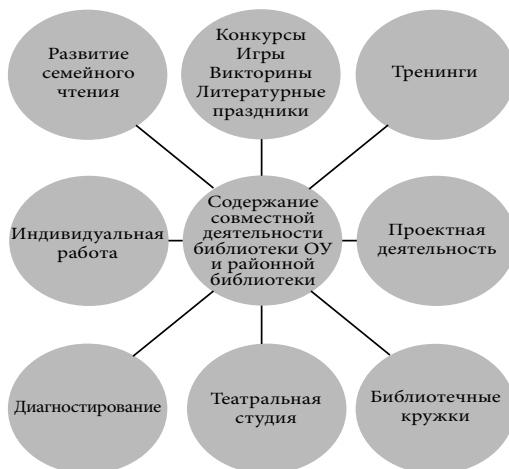 Развитие
семейного
чтения
Конкурсы
Игры
Викторины
Литературные
праздники
Тренинги
Индивидуальная
работа
Содержание
совместной
деятельности
библиотеки ОУ
и районной
библиотеки
Проектная
деятельность
Диагностирование
Театральная
студия
Библиотечные
кружки